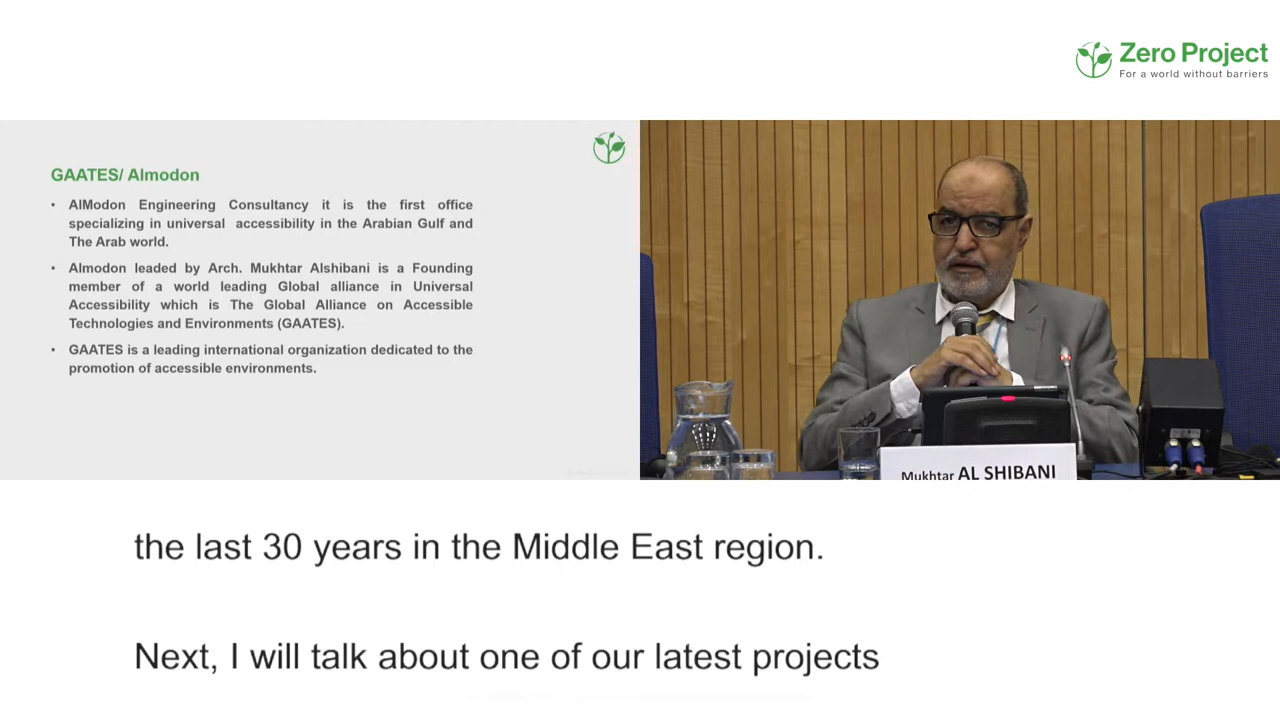 Zero Project
For a world without barriers
GAATES/ Almodon
• AlModon Engineering Consultancy it is the first office
specializing in universal accessibility in the Arabian Gulf and
The Arab world.
• Almodon leaded by Arch. Mukhtar Alshibani is a Founding
member of a world leading Global alliance in Universal
Accessibility which is The Global Alliance on Accessible
Technologies and Environments (GAATES).
• GAATES is a leading international organization dedicated to the
promotion of accessible environments.
Mukhtar AL SHIBANI
the last 30 years in the Middle East region.
Next, I will talk about one of our latest projects